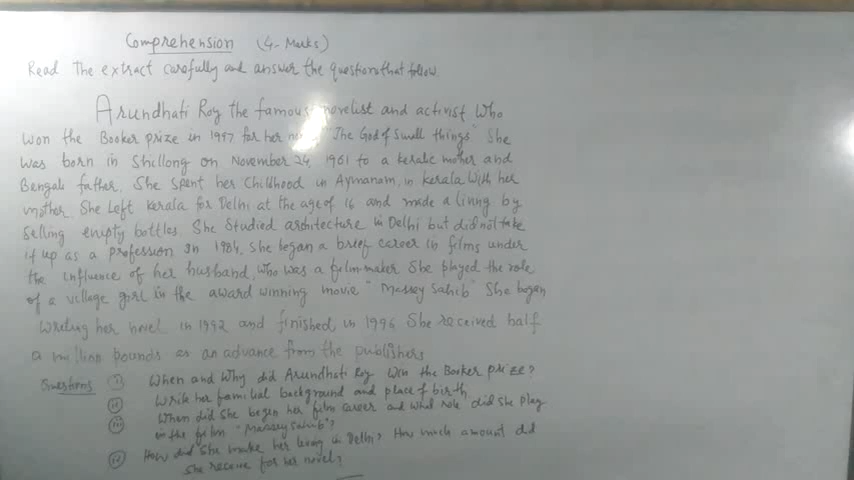 Comprehension (4-Marks)
Read The extract carefully and answer the questions that follow.
Arundhati Roy the famous novelist and activist Who
won the Booker prize in 1997 for her "The God of Small things" She
was born in Shillong on November 24 1961 to a keralic mother and
Bengali father. She spent her Childhood in Aymanam, in Kerala with her
mother. She left kerala for Delhi at the age of 16 and made a living by
Selling empty bottles. She Studied architecture in Delhi but did not take
it up as a profession In 1984, She began a brief career in films under
the influence of her husband, Who was a film-maker She played the role
of a village girl in the award winning movie "Massey Sahib" She began
Writing her novel in 1992 and finished in 1996 She received half
a million pounds as an advance from the publishers
Questions i) When and Why did Arundhati Roy Won the Booker prize?
ii) Write her familial background and place of birth.
iii) When did She began her film career and what role did she play
in the film "Massey Sahib"?
iv) How did She make her living in Delhi? How much amount did
She receive for her novel?